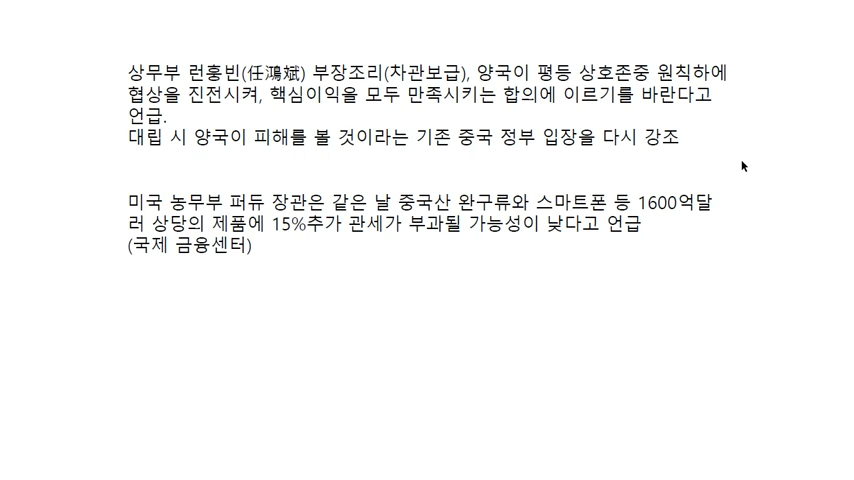 상무부 런훙빈(任鴻斌) 부장조리(차관보급), 양국이 평등 상호존중 원칙하에
협상을 진전시켜, 핵심이익을 모두 만족시키는 합의에 이르기를 바란다고
언급.
대립 시 양국이 피해를 볼 것이라는 기존 중국 정부 입장을 다시 강조
미국 농무부 퍼듀 장관은 같은 날 중국산 완구류와 스마트폰 등 1600억달
러 상당의 제품에 15%추가 관세가 부과될 가능성이 낮다고 언급
(국제 금융센터)